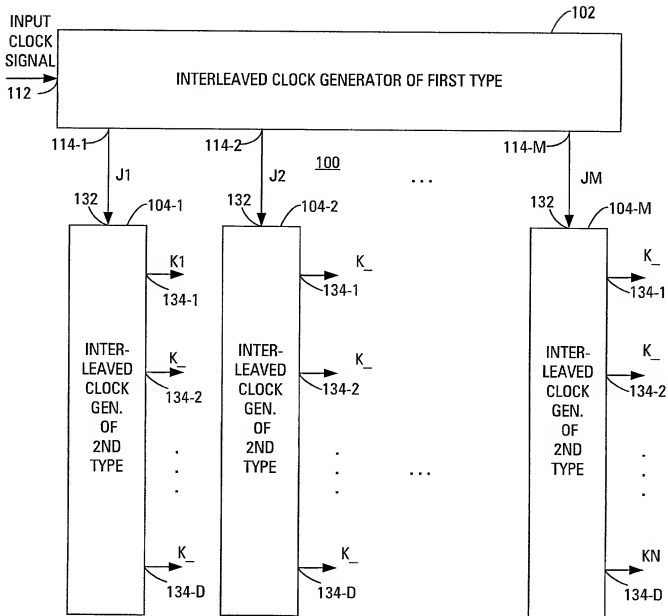 INPUT
CLOCK
SIGNAL
112
102
INTERLEAVED CLOCK GENERATOR OF FIRST TYPE
114-1
114-2
114-M
100
J1
J2
...
JM
132
104-1
132
104-2
132
104-M
K1
134-1
K_
134-1
K_
134-1
INTER-
LEAVED
CLOCK
GEN.
OF
2ND
TYPE
INTER-
LEAVED
CLOCK
GEN.
OF
2ND
TYPE
INTER-
LEAVED
CLOCK
GEN.
OF
2ND
TYPE
K_
134-2
K_
134-2
K_
134-2
...
K_
134-D
K_
134-D
KN
134-D